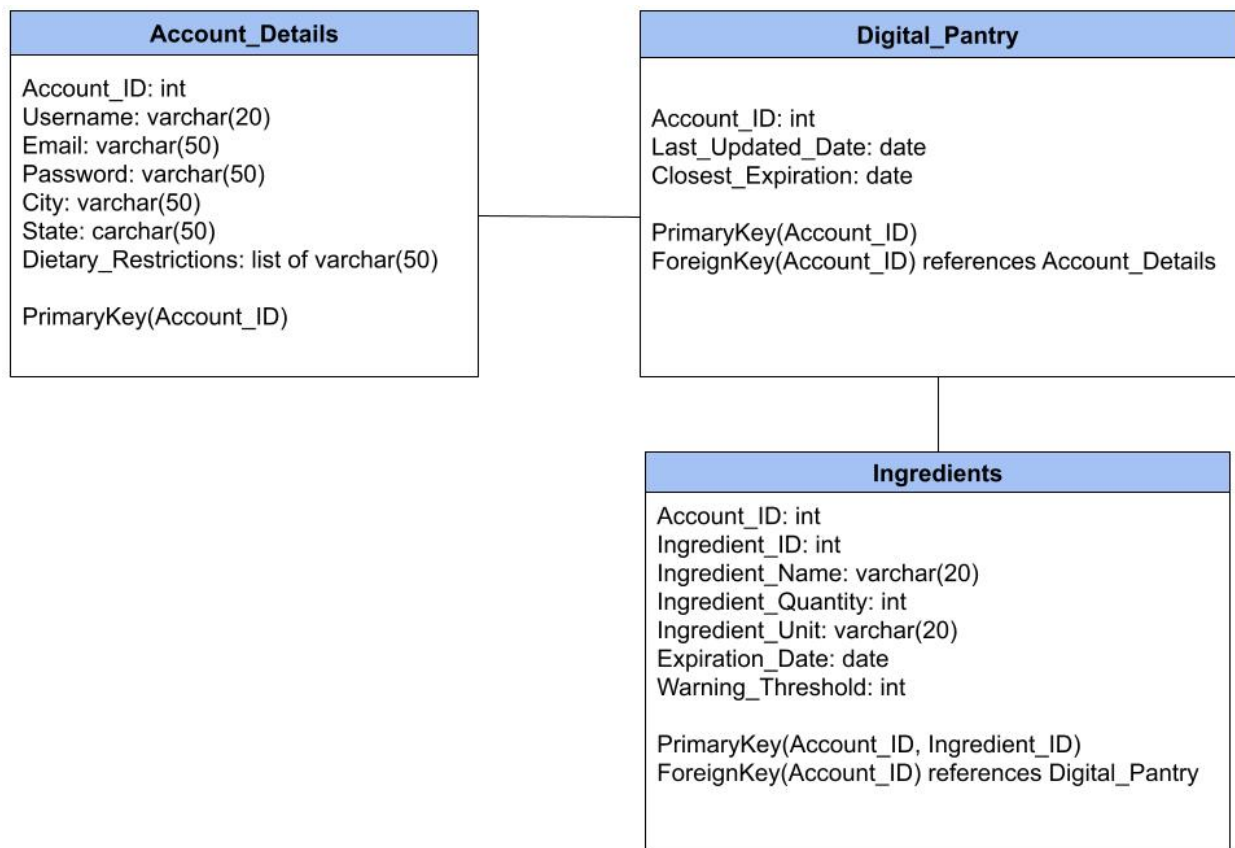 Account_Details
Account_ID: int
Username: varchar(20)
Email: varchar(50)
Password: varchar(50)
City: varchar(50)
State: carchar(50)
Dietary_Restrictions: list of varchar(50)
PrimaryKey(Account_ID)
Digital_Pantry
Account_ID: int
Last_Updated_Date: date
Closest_Expiration: date
PrimaryKey(Account_ID)
ForeignKey(Account_ID) references Account_Details
Ingredients
Account_ID: int
Ingredient_ID: int
Ingredient_Name: varchar(20)
Ingredient_Quantity: int
Ingredient_Unit: varchar(20)
Expiration_Date: date
Warning_Threshold: int
PrimaryKey(Account_ID, Ingredient_ID)
ForeignKey(Account_ID) references Digital_Pantry